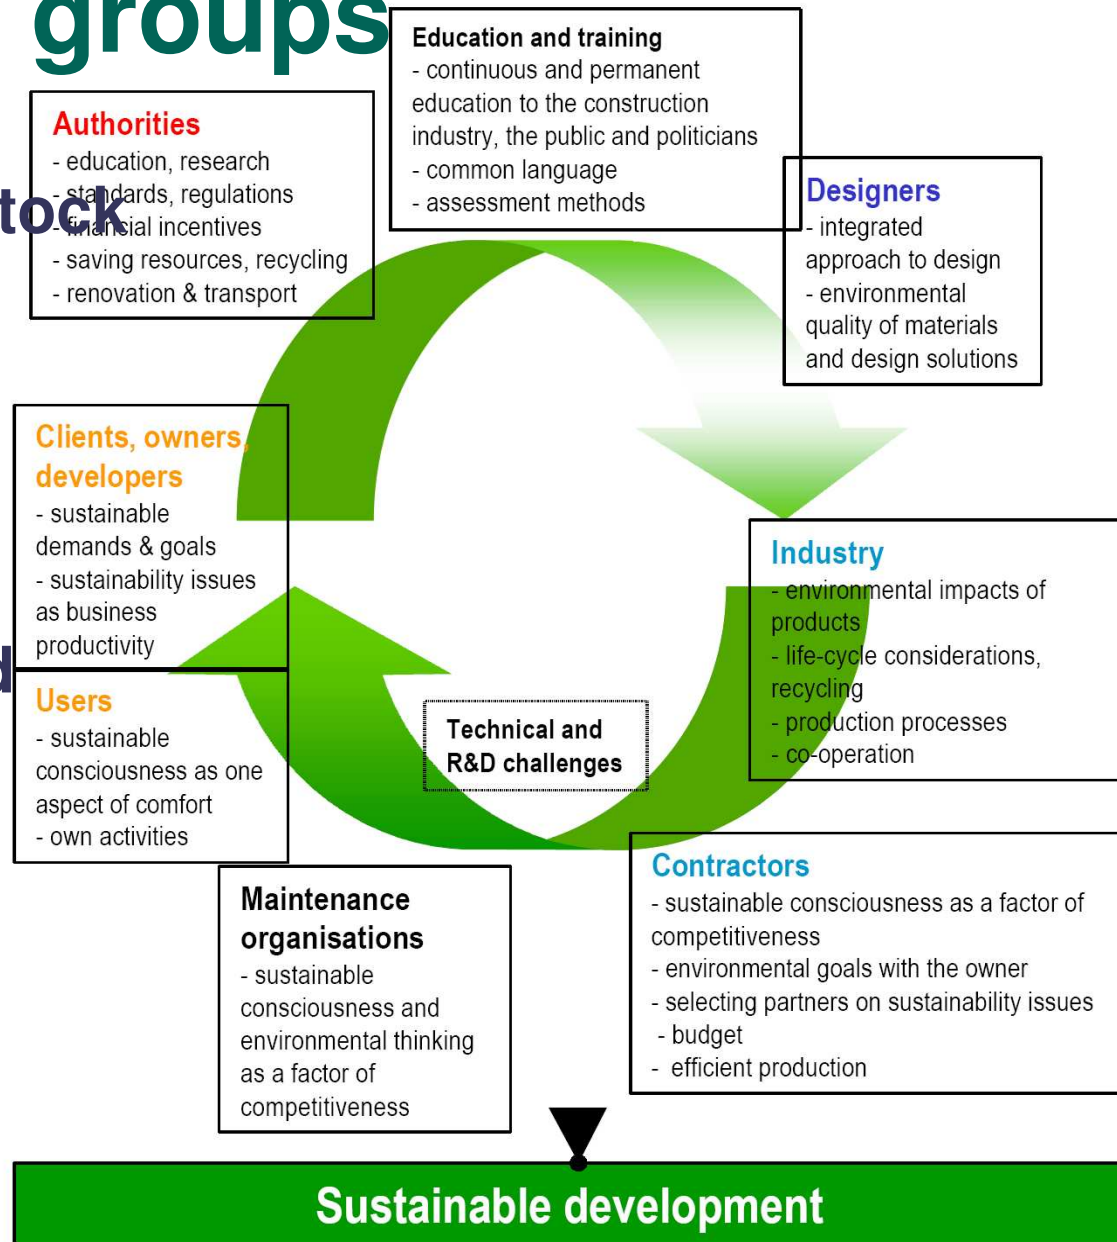 groups
Education and training
- continuous and permanent
education to the construction
industry, the public and politicians
- common language
- assessment methods
Authorities
- education, research
- standards, regulations
- financial incentives
- saving resources, recycling
- renovation & transport
tock
Designers
- integrated
approach to design
- environmental
quality of materials
and design solutions
Clients, owners,
developers
- sustainable
demands & goals
- sustainability issues
as business
productivity
Industry
- environmental impacts of
products
- life-cycle considerations,
recycling
- production processes
- co-operation
d
Users
- sustainable
consciousness as one
aspect of comfort
- own activities
Technical and
R&D challenges
Contractors
- sustainable consciousness as a factor of
competitiveness
- environmental goals with the owner
- selecting partners on sustainability issues
- budget
- efficient production
Maintenance
organisations
- sustainable
consciousness and
environmental thinking
as a factor of
competitiveness
Sustainable development